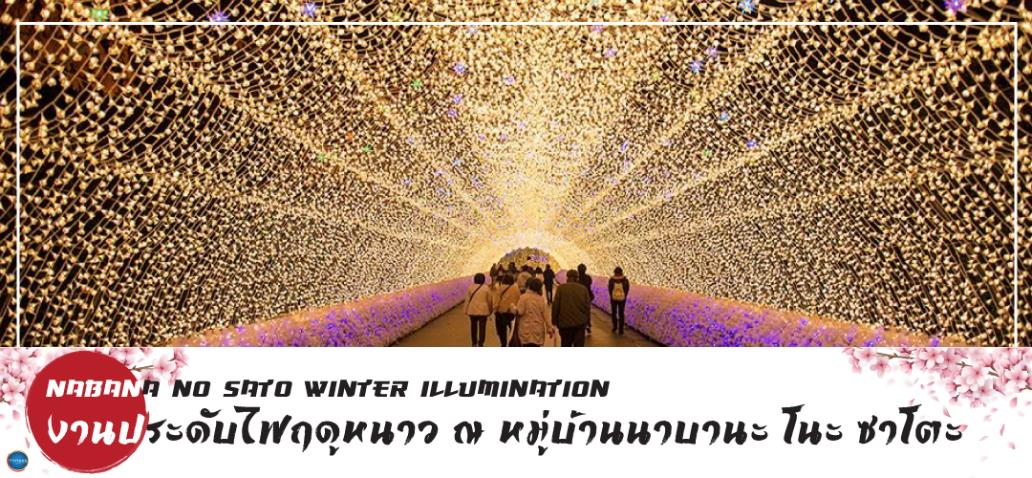 NABANA NO SATO WINTER ILLUMINATION
งานประดับไฟฤดูหนาว ณ หมู่บ้านนาบานะ โนะ ซาโตะ